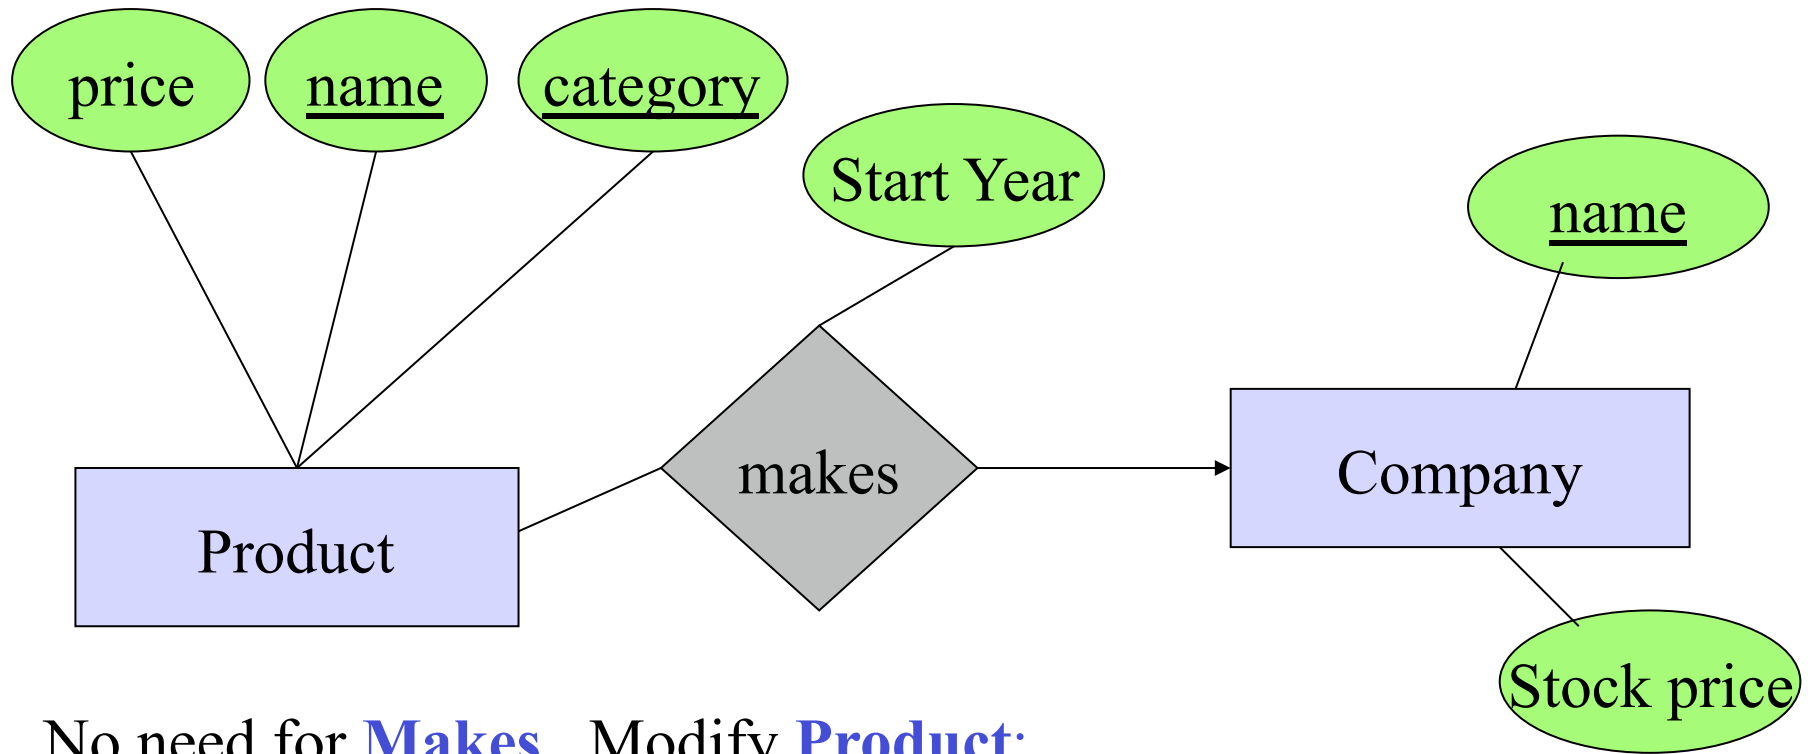 price
name
category
Start Year
name
makes
Company
Product
Stock price
No need for Makes. Modify Product: